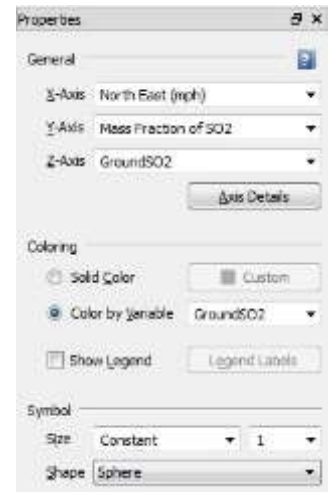 Properties
General ?
X-Axis North East (mph)
Y-Axis Mass Fraction of SO2
Z-Axis GroundSO2
Axis Details
Coloring
Solid Color Custom
Color by Variable GroundSO2
Show Legend Legend Labels
Symbol
Size Constant 1
Shape Sphere